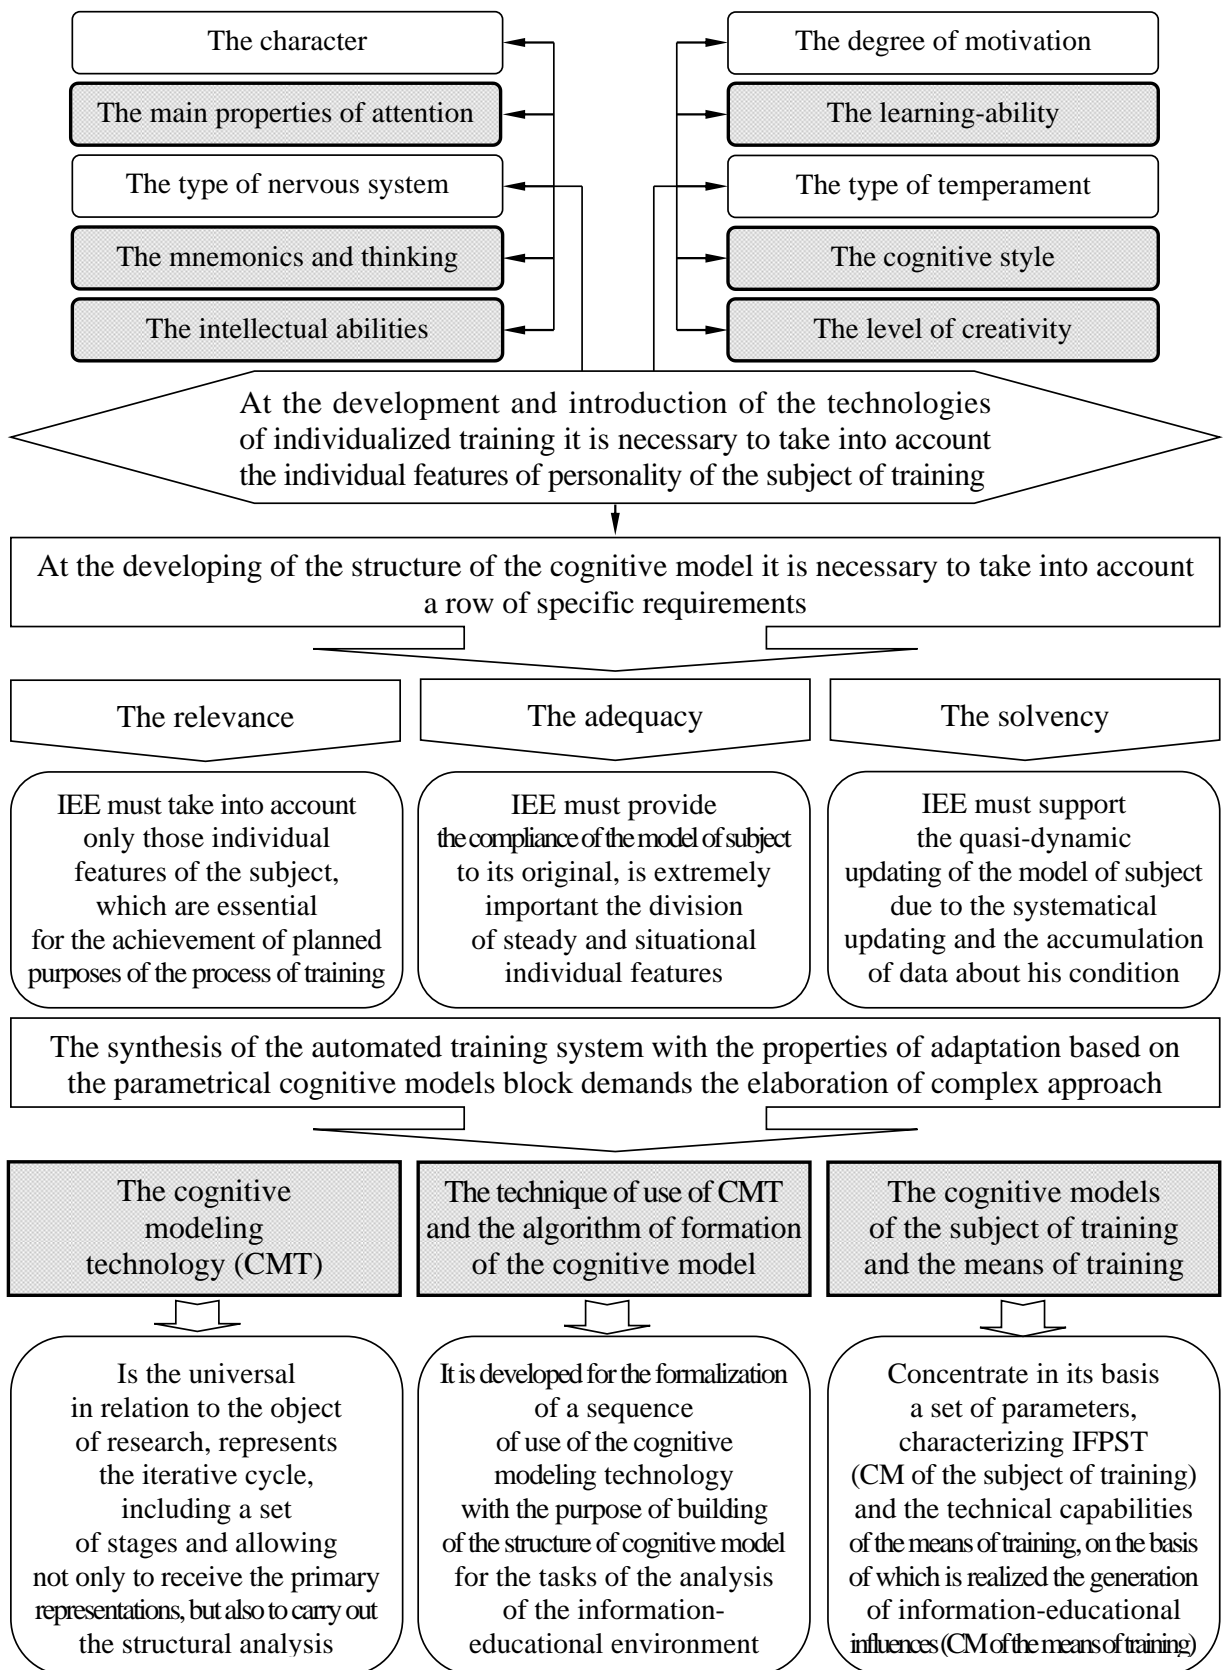 The character
The main properties of attention
The type of nervous system
The mnemonics and thinking
The intellectual abilities
The degree of motivation
The learning-ability
The type of temperament
The cognitive style
The level of creativity
At the development and introduction of the technologies
of individualized training it is necessary to take into account
the individual features of personality of the subject of training
At the developing of the structure of the cognitive model it is necessary to take into account
a row of specific requirements
The relevance
The adequacy
The solvency
IEE must take into account
only those individual
features of the subject,
which are essential
for the achievement of planned
purposes of the process of training
IEE must provide
the compliance of the model of subject
to its original, is extremely
important the division
of steady and situational
individual features
IEE must support
the quasi-dynamic
updating of the model of subject
due to the systematical
updating and the accumulation
of data about his condition
The synthesis of the automated training system with the properties of adaptation based on
the parametrical cognitive models block demands the elaboration of complex approach
The cognitive
modeling
technology (CMT)
The technique of use of CMT
and the algorithm of formation
of the cognitive model
The cognitive models
of the subject of training
and the means of training
Is the universal
in relation to the object
of research, represents
the iterative cycle,
including a set
of stages and allowing
not only to receive the primary
representations, but also to carry out
the structural analysis
It is developed for the formalization
of a sequence
of use of the cognitive
modeling technology
with the purpose of building
of the structure of cognitive model
for the tasks of the analysis
of the information-
educational environment
Concentrate in its basis
a set of parameters,
characterizing IFPST
(CM of the subject of training)
and the technical capabilities
of the means of training, on the basis
of which is realized the generation
of information-educational
influences (CM of the means of training)